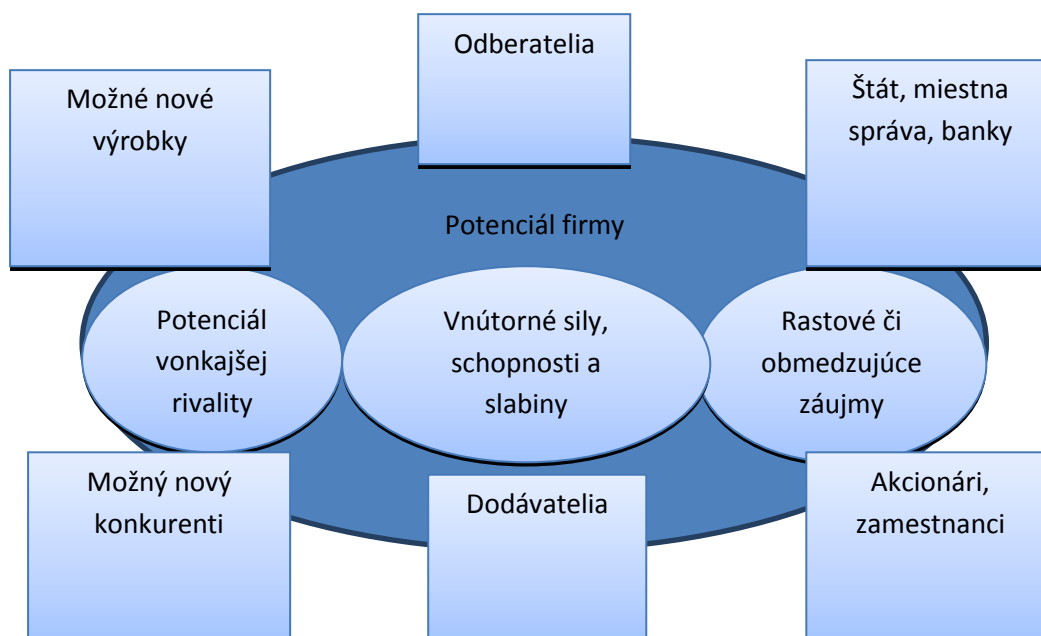 Odberatelia
Možné nové
výrobky
Štát, miestna
správa, banky
Potenciál firmy
Potenciál
vonkajšej
rivality
Vnútorné sily,
schopnosti a
slabiny
Rastové či
obmedzujúce
záujmy
Možný nový
konkurenti
Dodávatelia
Akcionári,
zamestnanci